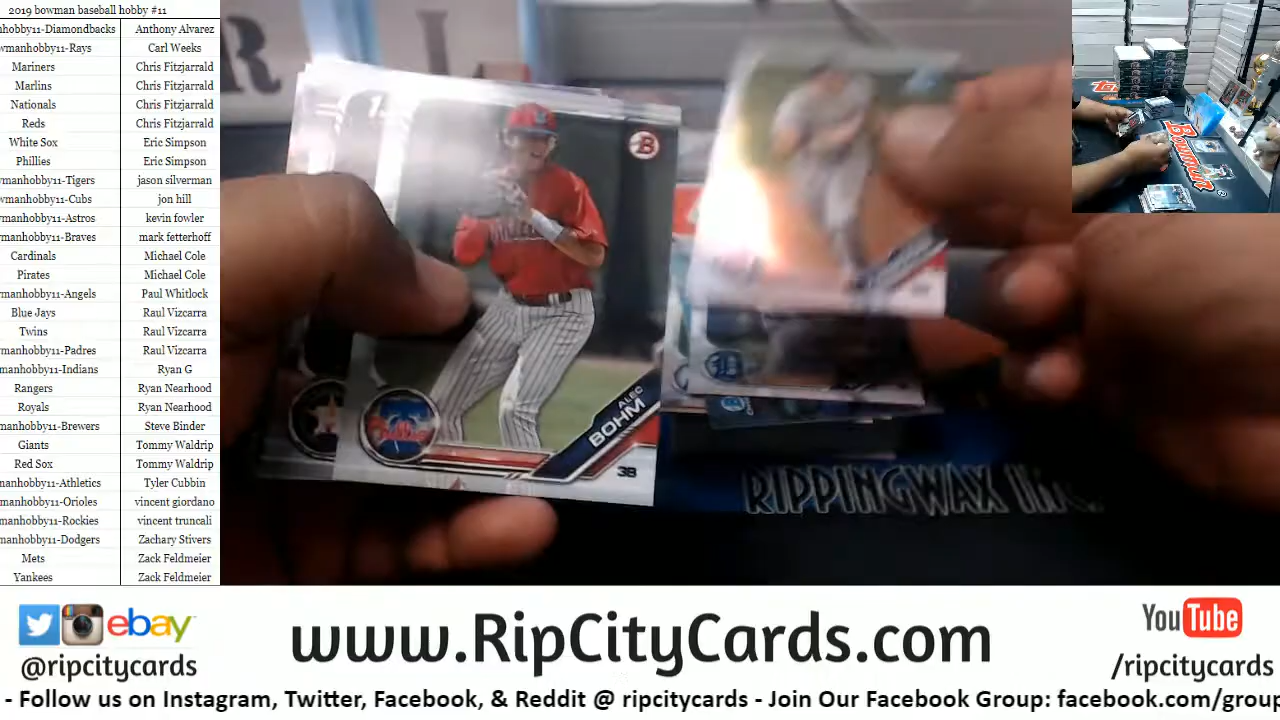 2019 bowman baseball hobby #11
hobby11-Diamondbacks Anthony Alvarez
wmanhobby11-Rays Carl Weeks
Mariners Chris Fitzjarrald
Marlins Chris Fitzjarrald
Nationals Chris Fitzjarrald
Reds Chris Fitzjarrald
White Sox Eric Simpson
Phillies Eric Simpson
wmanhobby11-Tigers jason silverman
manhobby11-Cubs jon hill
wmanhobby11-Astros kevin fowler
manhobby11-Braves mark fetterhoff
Cardinals Michael Cole
Pirates Michael Cole
manhobby11-Angels Paul Whitlock
Blue Jays Raul Vizcarra
Twins Raul Vizcarra
wmanhobby11-Padres Raul Vizcarra
manhobby11-Indians Ryan G
Rangers Ryan Nearhood
Royals Ryan Nearhood
manhobby11-Brewers Steve Binder
Giants Tommy Waldrip
Red Sox Tommy Waldrip
manhobby11-Athletics Tyler Cubbin
manhobby11-Orioles vincent giordano
manhobby11-Rockies vincent truncali
manhobby11-Dodgers Zachary Stivers
Mets Zack Feldmeier
Yankees Zack Feldmeier
B
Phillies
ALEC
BOHM
3B
RIPPINGWAX
Bowman
ebay
@ripcitycards
www.RipCityCards.com
YouTube
/ripcitycards
- Follow us on Instagram, Twitter, Facebook, & Reddit @ ripcitycards - Join Our Facebook Group: facebook.com/group